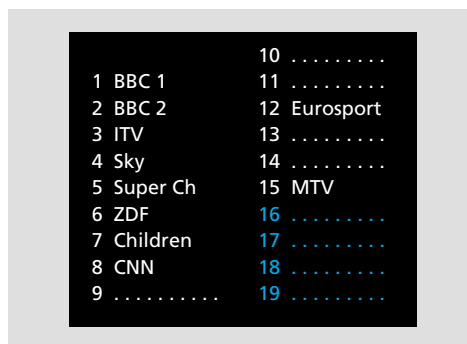 1 BBC 1
2 BBC 2
3 ITV
4 Sky
5 Super Ch
6 ZDF
7 Children
8 CNN
9 . . . . . . . . . .
10 . . . . . . . . .
11 . . . . . . . . .
12 Eurosport
13 . . . . . . . . .
14 . . . . . . . . .
15 MTV
16 . . . . . . . . .
17 . . . . . . . . .
18 . . . . . . . . .
19 . . . . . . . . .